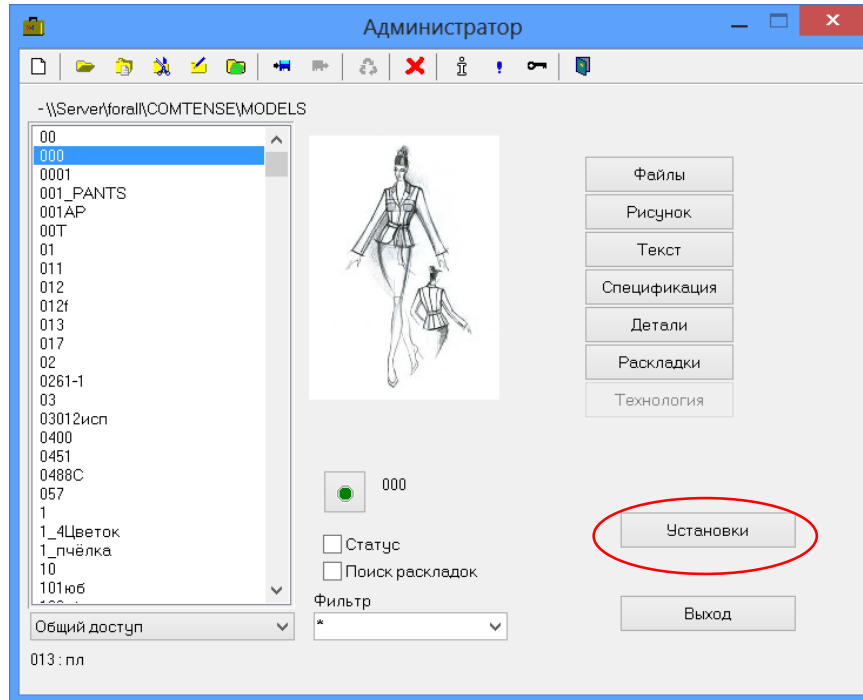 Администратор
- \\Server\forall\COMTENSE\MODELS
00
000
0001
001_PANTS
001AP
00T
01
011
012
012f
013
017
02
0261-1
03
03012исп
0400
0451
0488C
057
1
1_4Цветок
1_пчёлка
10
101юб
Файлы
Рисунок
Текст
Спецификация
Детали
Раскладки
Технология
000
Статус
Поиск раскладок
Фильтр
*
Установки
Выход
Общий доступ
013 : пл